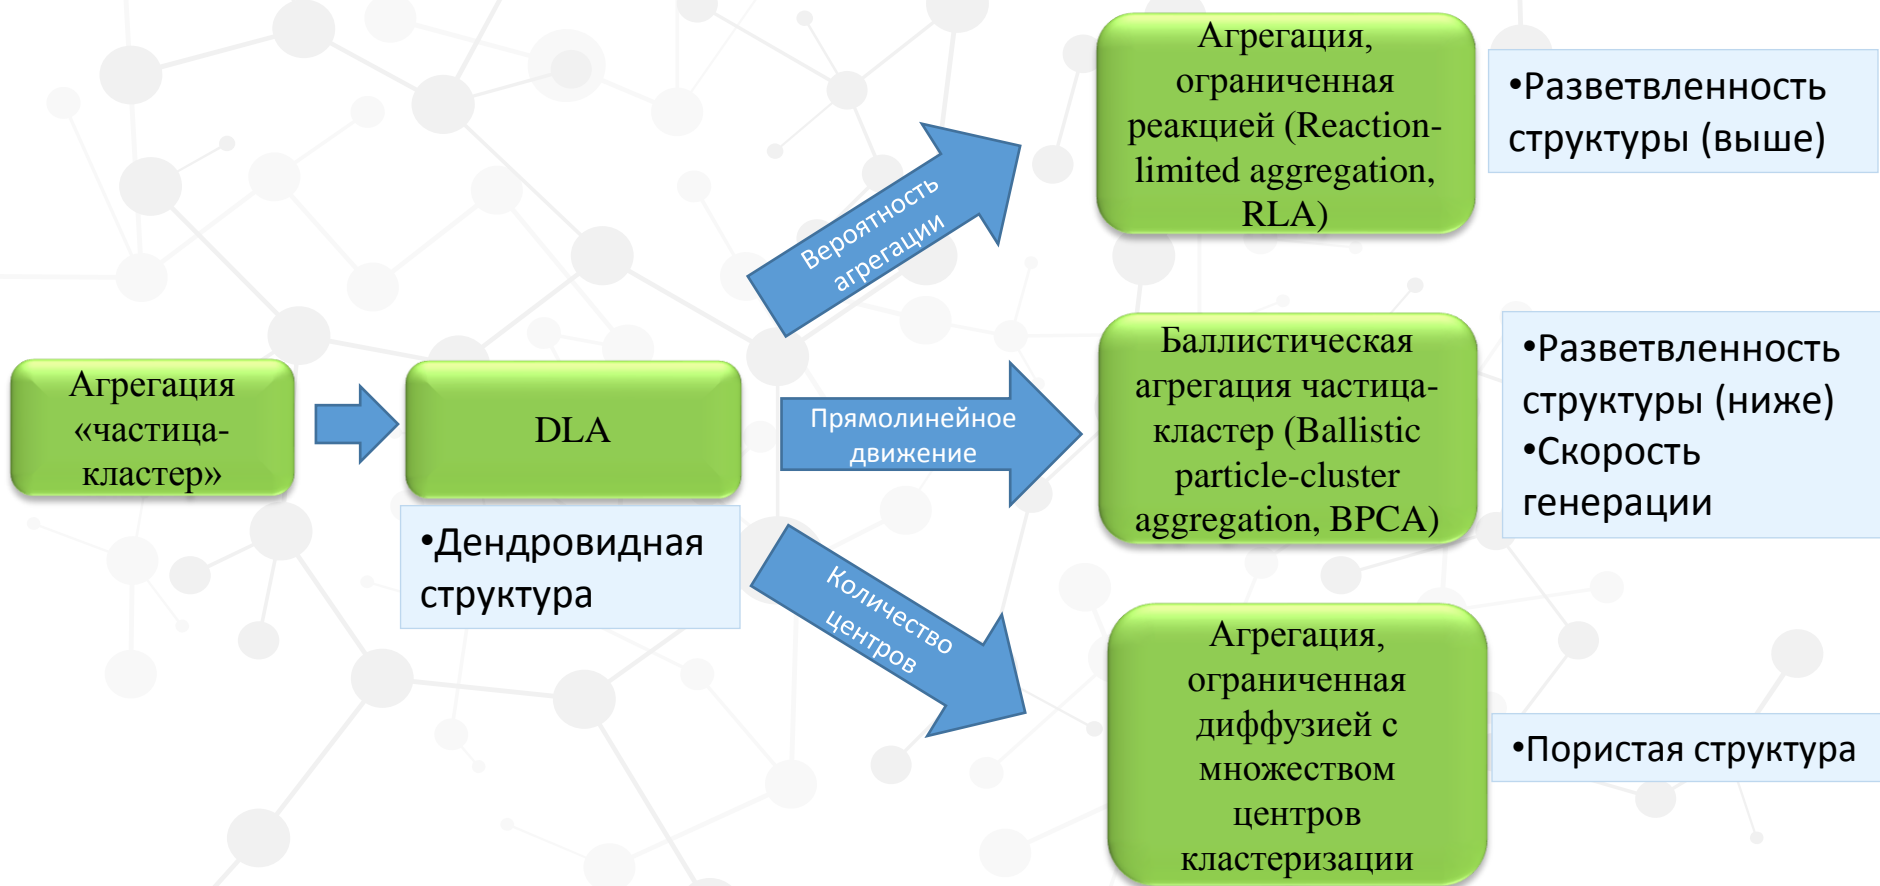 Агрегация
«частица-
кластер»
DLA
•Дендровидная
структура
Вероятность
агрегации
Агрегация,
ограниченная
реакцией (Reaction-
limited aggregation,
RLA)
•Разветвленность
структуры (выше)
Прямолинейное
движение
Баллистическая
агрегация частица-
кластер (Ballistic
particle-cluster
aggregation, BPCA)
•Разветвленность
структуры (ниже)
•Скорость
генерации
Количество
центров
Агрегация,
ограниченная
диффузией с
множеством
центров
кластеризации
•Пористая структура